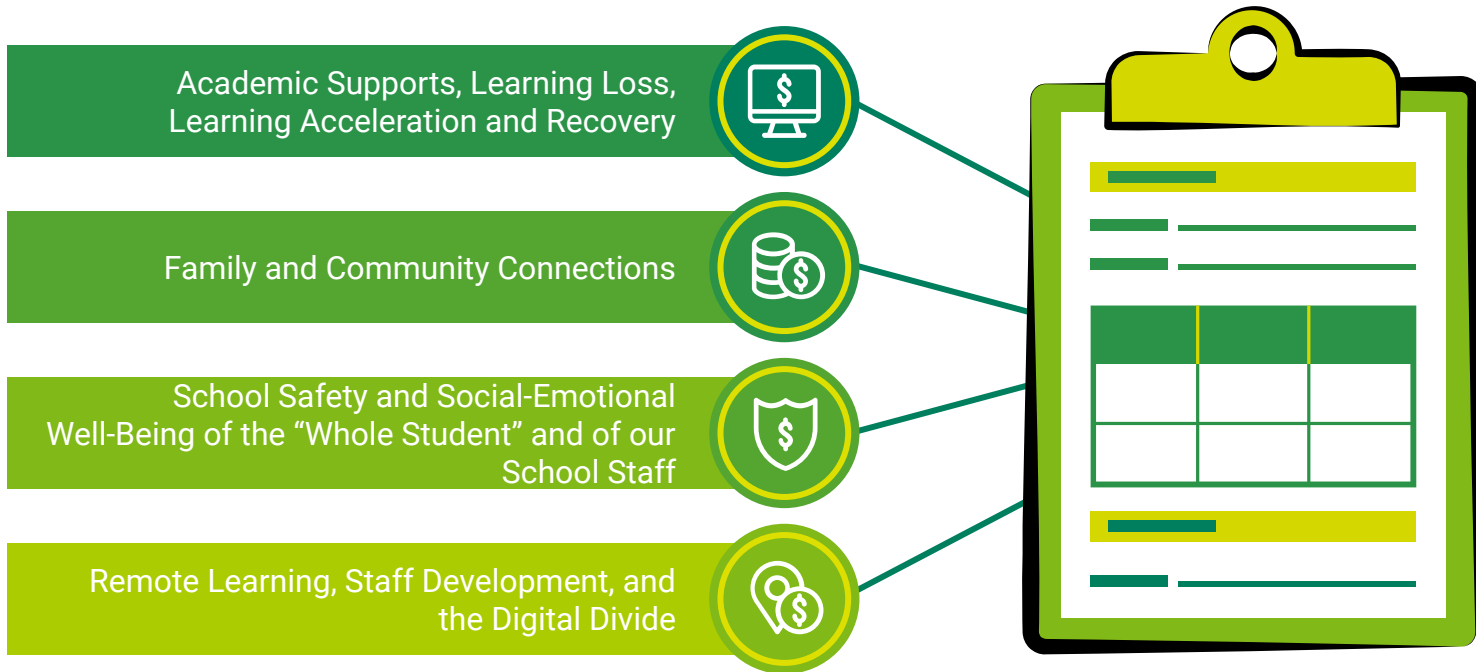 Academic Supports, Learning Loss,
Learning Acceleration and Recovery
$
Family and Community Connections
$
School Safety and Social-Emotional
Well-Being of the “Whole Student” and of our
School Staff
$
Remote Learning, Staff Development, and
the Digital Divide
$